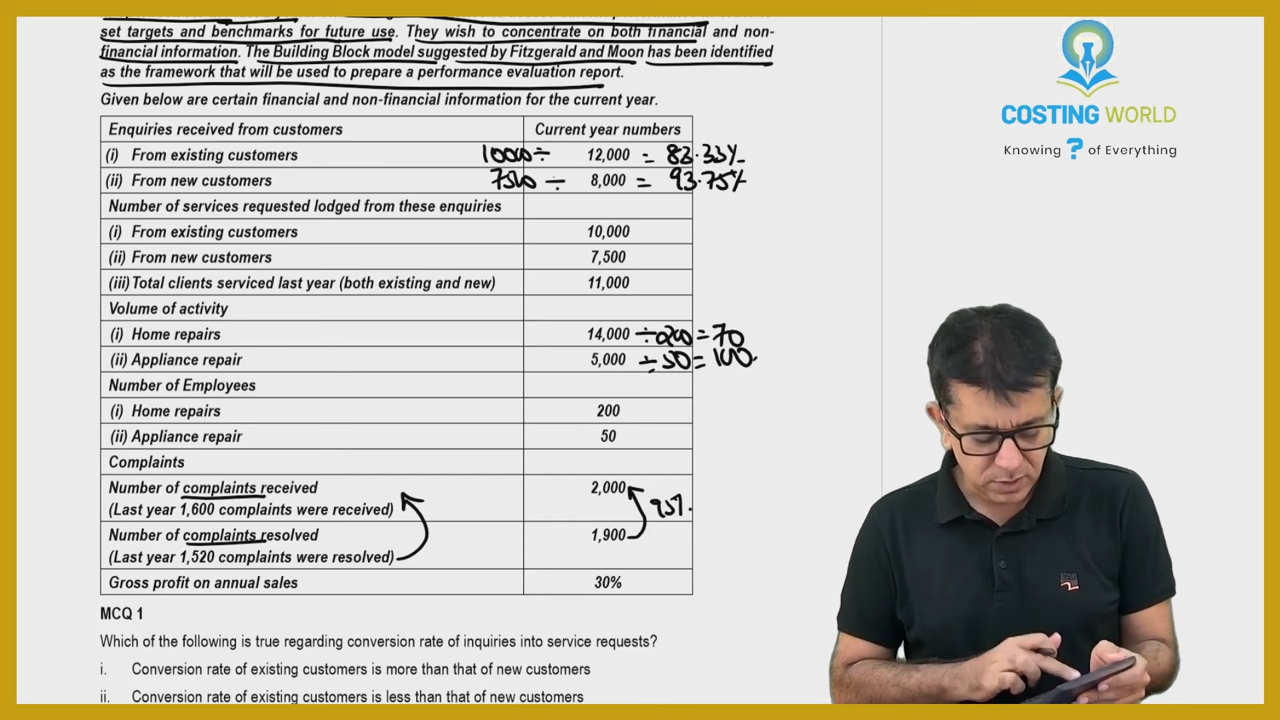 set targets and benchmarks for future use. They wish to concentrate on both financial and non-
financial information. The Building Block model suggested by Fitzgerald and Moon has been identified
as the framework that will be used to prepare a performance evaluation report.
Given below are certain financial and non-financial information for the current year.
Enquiries received from customers Current year numbers
(i) From existing customers 10000 ÷ 12,000 = 83.33%
(ii) From new customers 7500 ÷ 8,000 = 93.75%
Number of services requested lodged from these enquiries
(i) From existing customers 10,000
(ii) From new customers 7,500
(iii) Total clients serviced last year (both existing and new) 11,000
Volume of activity
(i) Home repairs 14,000 ÷ 200 = 70
(ii) Appliance repair 5,000 ÷ 50 = 100.
Number of Employees
(i) Home repairs 200
(ii) Appliance repair 50
Complaints
Number of complaints received 2,000
(Last year 1,600 complaints were received) 95%.
Number of complaints resolved 1,900
(Last year 1,520 complaints were resolved)
Gross profit on annual sales 30%
MCQ 1
Which of the following is true regarding conversion rate of inquiries into service requests?
i. Conversion rate of existing customers is more than that of new customers
ii. Conversion rate of existing customers is less than that of new customers
COSTING WORLD
Knowing ? of Everything